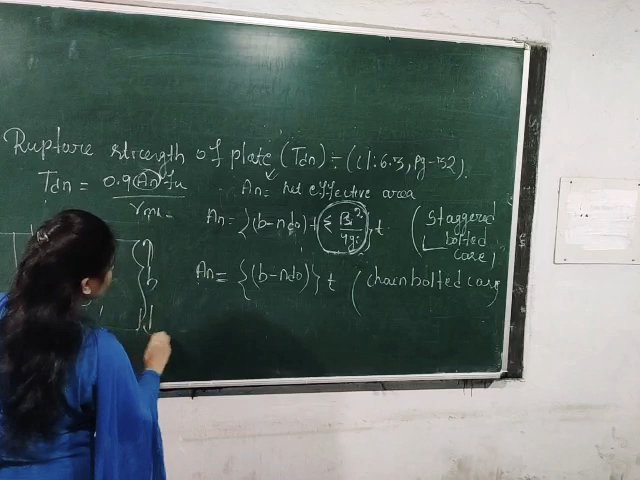 Rupture strength of plate (Tdn) :- (cl:6.3, pg-32).
Tdn = 0.9 An fu / γm1 = An = net effective area
An = {(b-ndo) + Σ Pi² / 4gi} t (Staggered bolted case)
An = {(b-ndo)} t (chain bolted case)
b